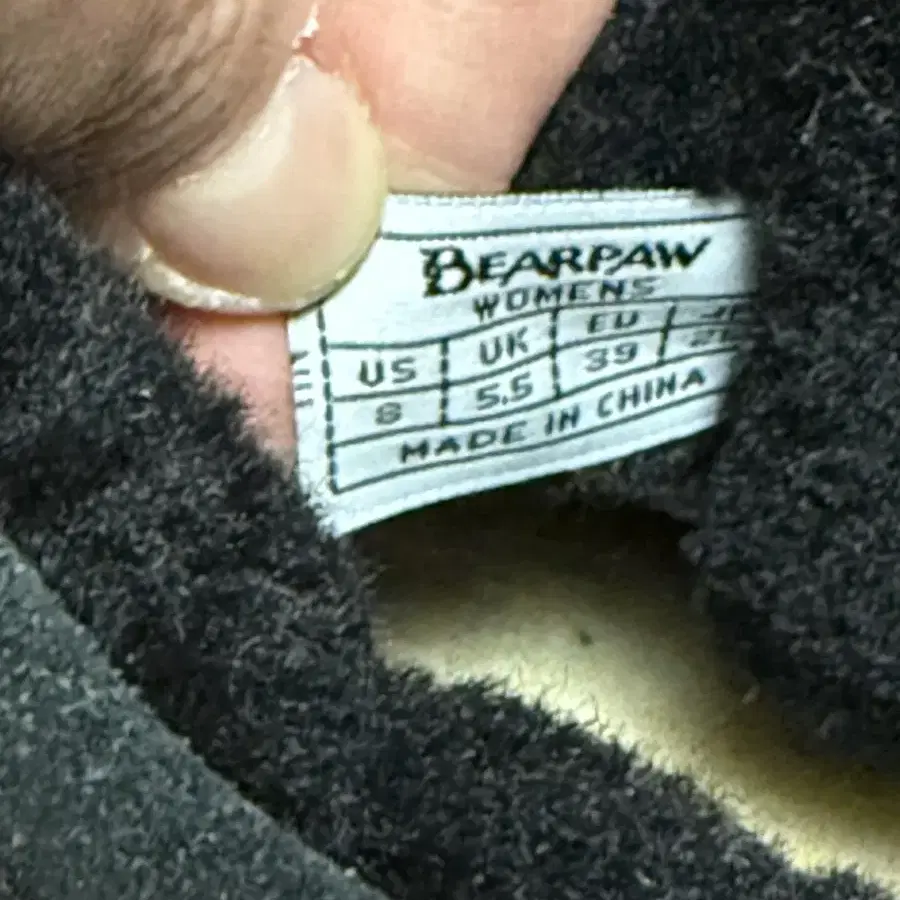 BEARPAW
WOMENS
US UK EU
8 5.5 39
MADE IN CHINA